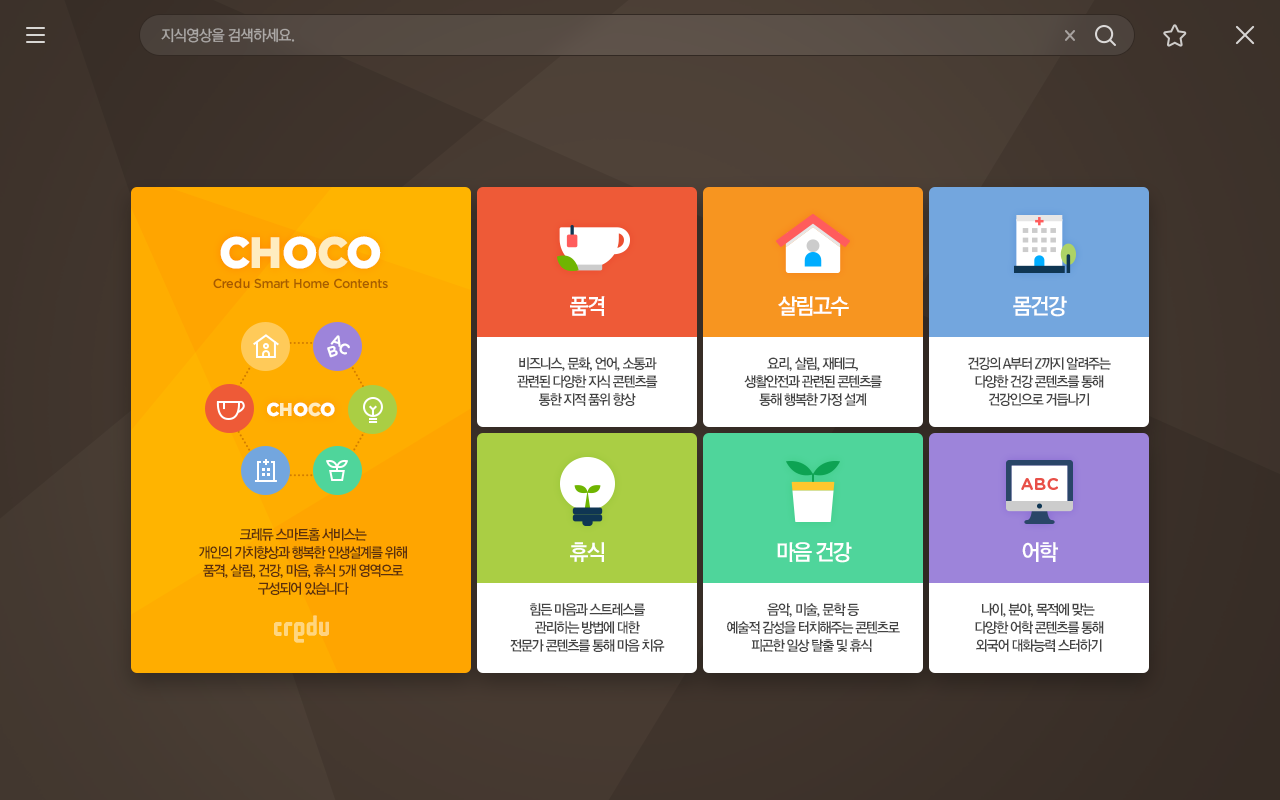 지식영상을 검색하세요.
CHOCO
Credu Smart Home Contents
ABC
CHOCO
크레듀 스마트홈 서비스는
개인의 가치향상과 행복한 인생설계를 위해
품격, 살림, 건강, 마음, 휴식 5개 영역으로
구성되어 있습니다
credu
품격
비즈니스, 문화, 언어, 소통과
관련된 다양한 지식 콘텐츠를
통한 지적 품위 향상
살림고수
요리, 살림, 재테크,
생활안전과 관련된 콘텐츠를
통해 행복한 가정 설계
몸건강
건강의 A부터 Z까지 알려주는
다양한 건강 콘텐츠를 통해
건강인으로 거듭나기
휴식
힘든 마음과 스트레스를
관리하는 방법에 대한
전문가 콘텐츠를 통해 마음 치유
마음 건강
음악, 미술, 문학 등
예술적 감성을 터치해주는 콘텐츠로
피곤한 일상 탈출 및 휴식
ABC
어학
나이, 분야, 목적에 맞는
다양한 어학 콘텐츠를 통해
외국어 대화능력 스터하기